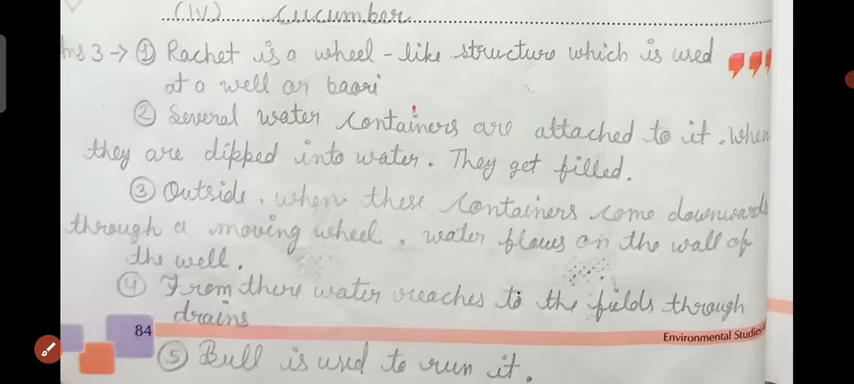 (iv) Cucumber
Ans 3 → ① Rachet is a wheel - like structure which is used
at a well or baari
② Several water containers are attached to it. When
they are dipped into water. They get filled.
③ Outside, when these containers come downwards
through a moving wheel, water flows on the wall of
the well.
④ From there water reaches to the fields through
drains
84
Environmental Studies
⑤ Bull is used to run it.